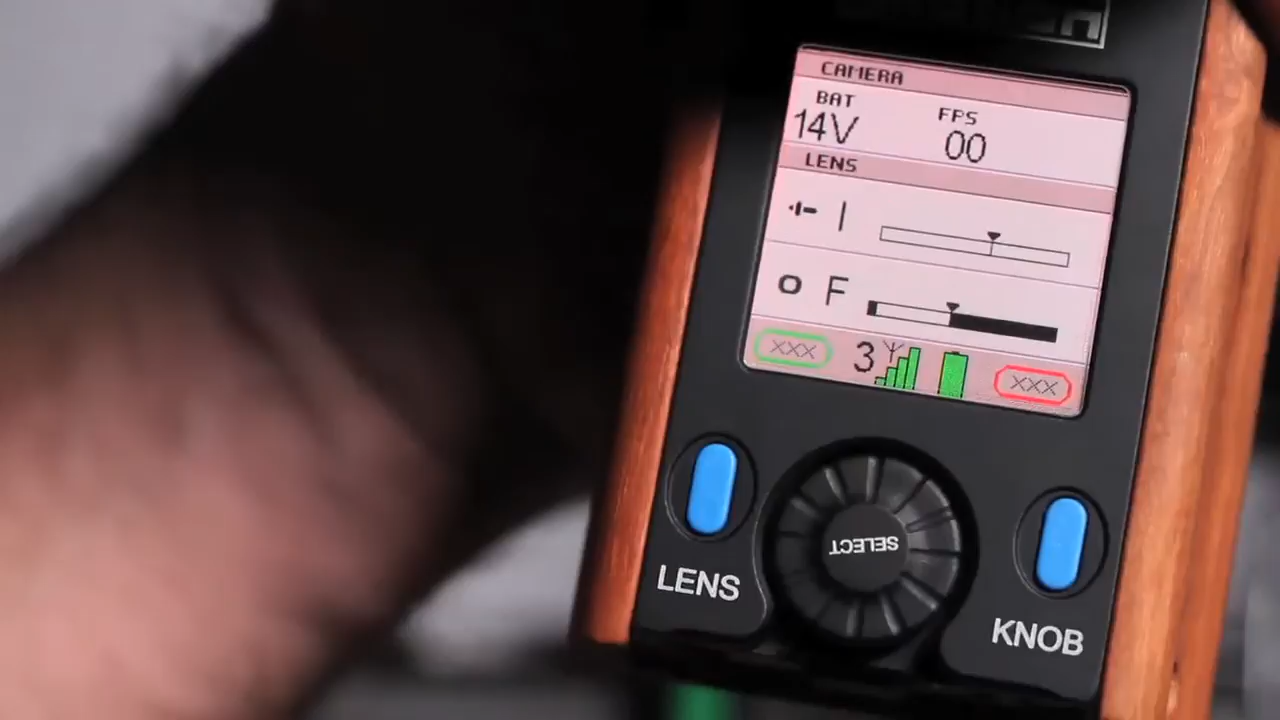 CAMERA
BAT FPS
14V 00
LENS
I
F
XXX 3 XXX
SELECT
LENS KNOB